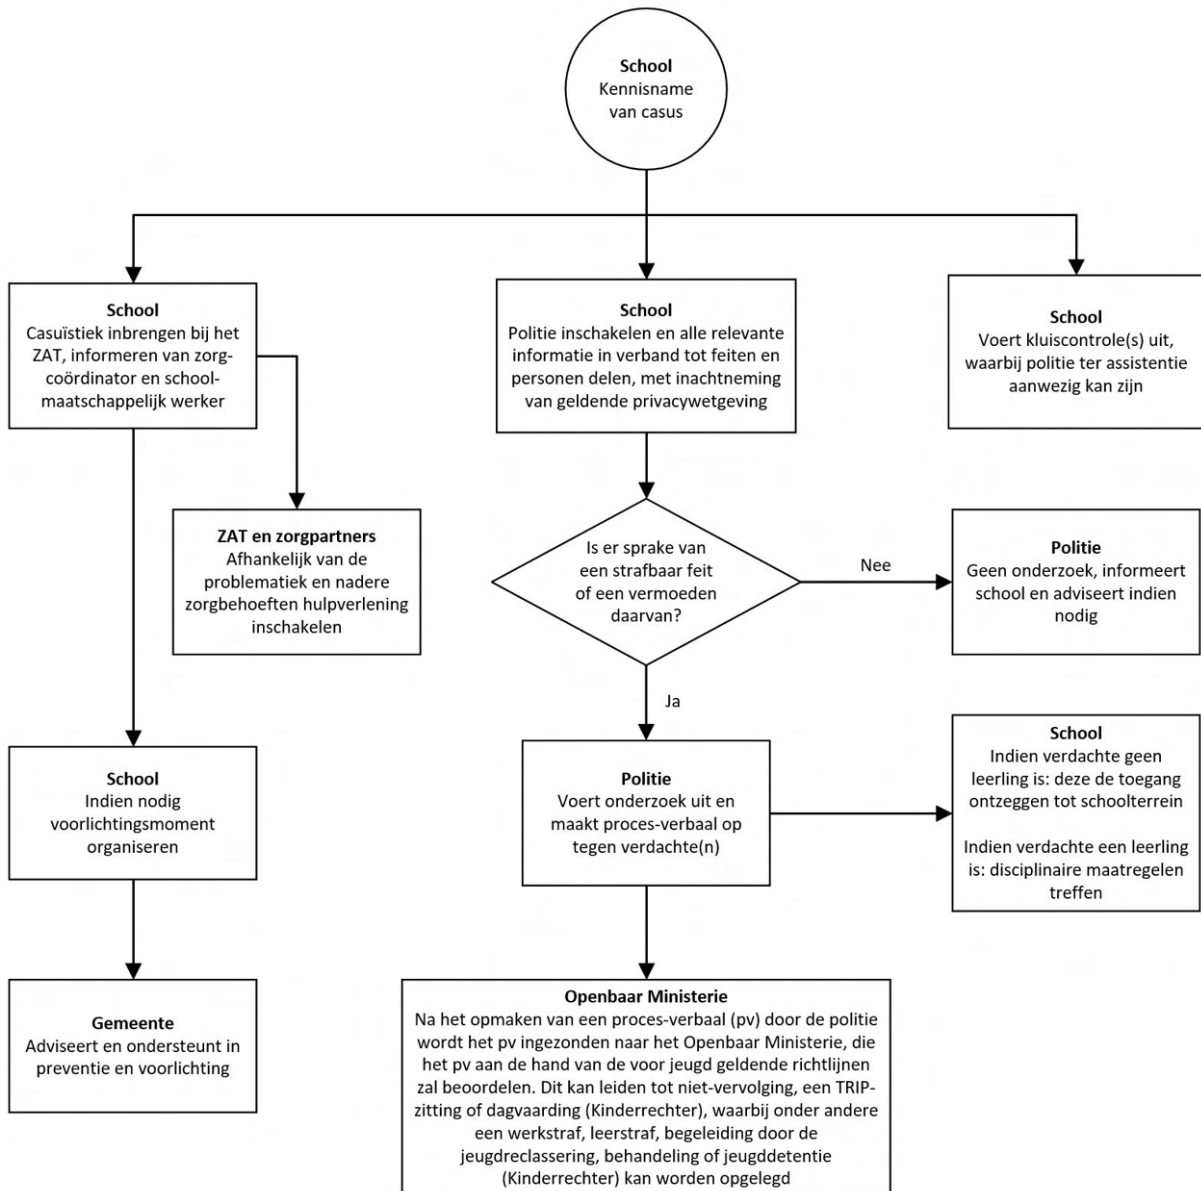 School
Kennisname
van casus
School
Casuïstiek inbrengen bij het
ZAT, informeren van zorg-
coördinator en school-
maatschappelijk werker
School
Politie inschakelen en alle relevante
informatie in verband tot feiten en
personen delen, met inachtneming
van geldende privacywetgeving
School
Voert kluiscontrole(s) uit,
waarbij politie ter assistentie
aanwezig kan zijn
ZAT en zorgpartners
Afhankelijk van de
problematiek en nadere
zorgbehoeften hulpverlening
inschakelen
Is er sprake van
een strafbaar feit
of een vermoeden
daarvan?
Nee
Politie
Geen onderzoek, informeert
school en adviseert indien
nodig
Ja
School
Indien nodig
voorlichtingsmoment
organiseren
Politie
Voert onderzoek uit en
maakt proces-verbaal op
tegen verdachte(n)
School
Indien verdachte geen
leerling is: deze de toegang
ontzeggen tot schoolterrein
Indien verdachte een leerling
is: disciplinaire maatregelen
treffen
Gemeente
Adviseert en ondersteunt in
preventie en voorlichting
Openbaar Ministerie
Na het opmaken van een proces-verbaal (pv) door de politie
wordt het pv ingezonden naar het Openbaar Ministerie, die
het pv aan de hand van de voor jeugd geldende richtlijnen
zal beoordelen. Dit kan leiden tot niet-vervolging, een TRIP-
zitting of dagvaarding (Kinderrechter), waarbij onder andere
een werkstraf, leerstraf, begeleiding door de
jeugdreclassering, behandeling of jeugddetentie
(Kinderrechter) kan worden opgelegd